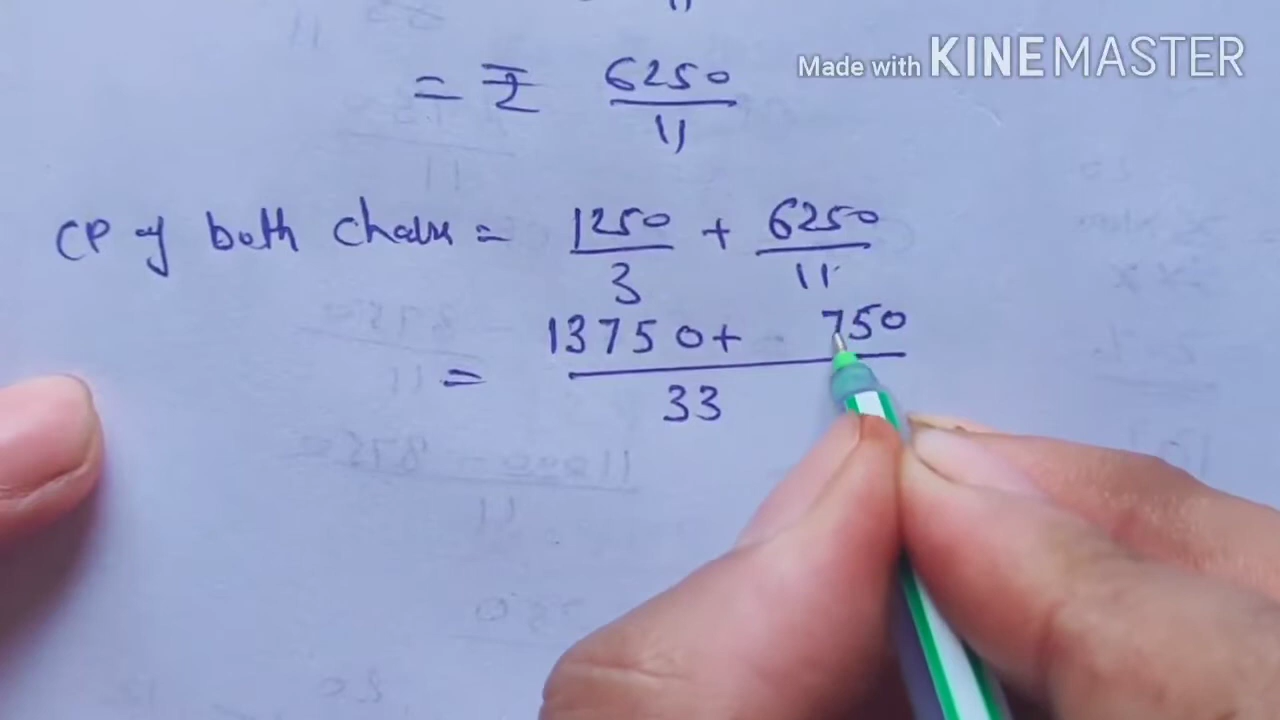 Made with KINEMASTER
= ₹ 6250
11
CP of both chairs = 1250/3 + 6250/11
= 13750+ 750
33